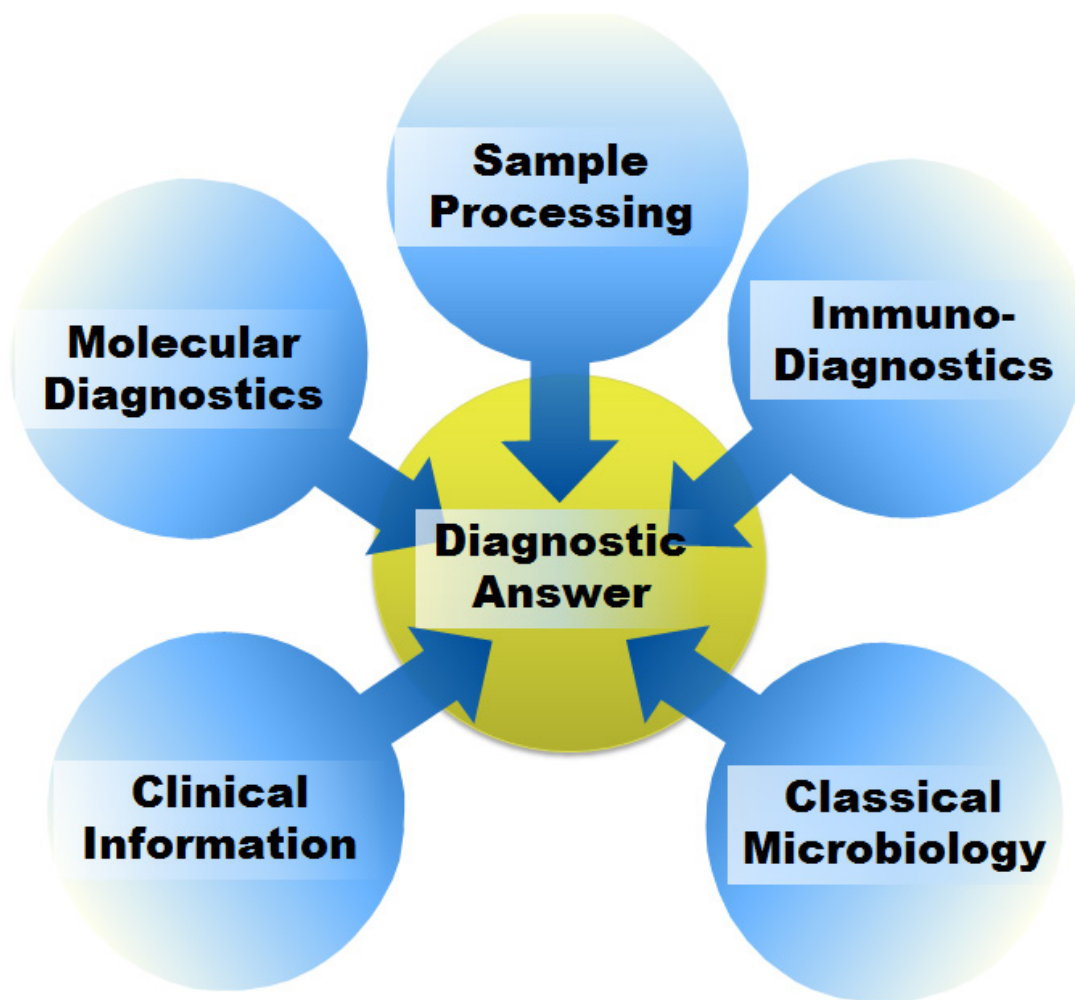 Sample
Processing
Molecular
Diagnostics
Immuno-
Diagnostics
Diagnostic
Answer
Clinical
Information
Classical
Microbiology